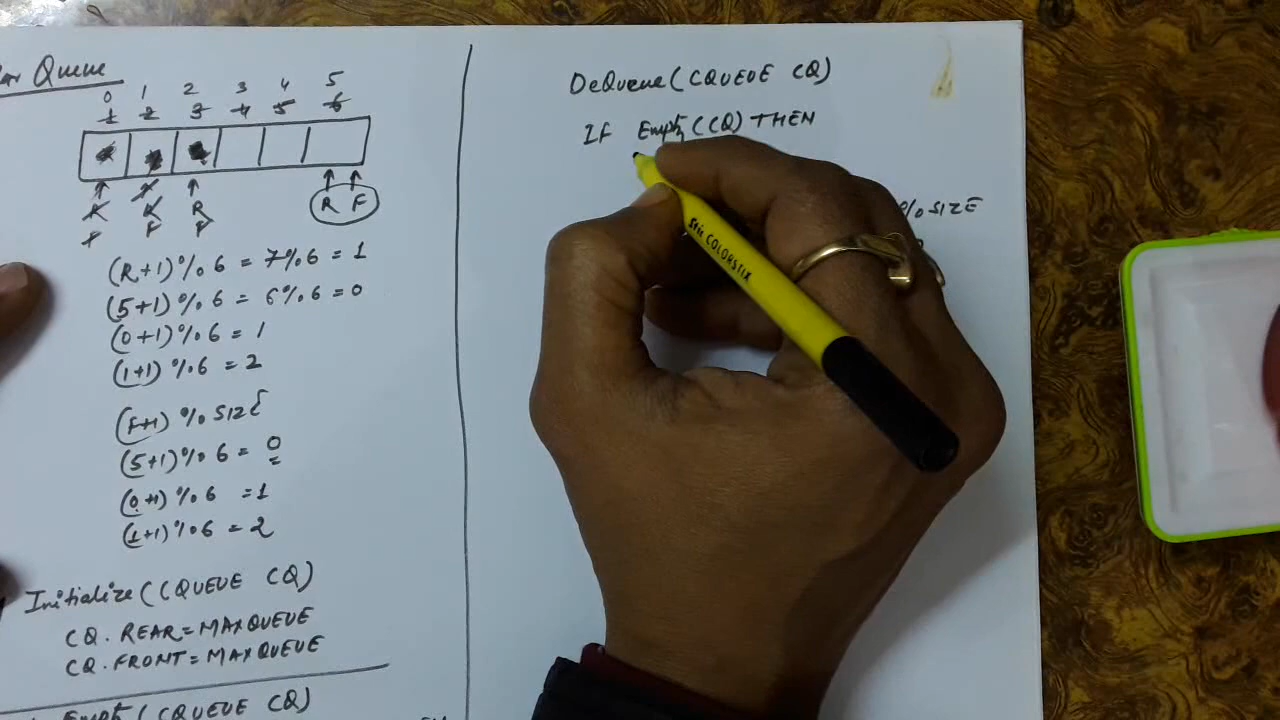 Queue
0 1 2 3 4 5
1 2 3 4 5 6
R R R R F
F F F
(R+1)%6 = 7%6 = 1
(5+1)%6 = 6%6 = 0
(0+1)%6 = 1
(1+1)%6 = 2
(F+1)%SIZE
(5+1)%6 = 0
(0+1)%6 = 1
(1+1)%6 = 2
Initialize(CQUEUE CQ)
CQ.REAR=MAXQUEUE
CQ.FRONT=MAXQUEUE
Empty(CQUEUE CQ)
DeQueue(CQUEUE CQ)
If Empty(CQ) THEN
%SIZE
Stic COLORSTIX